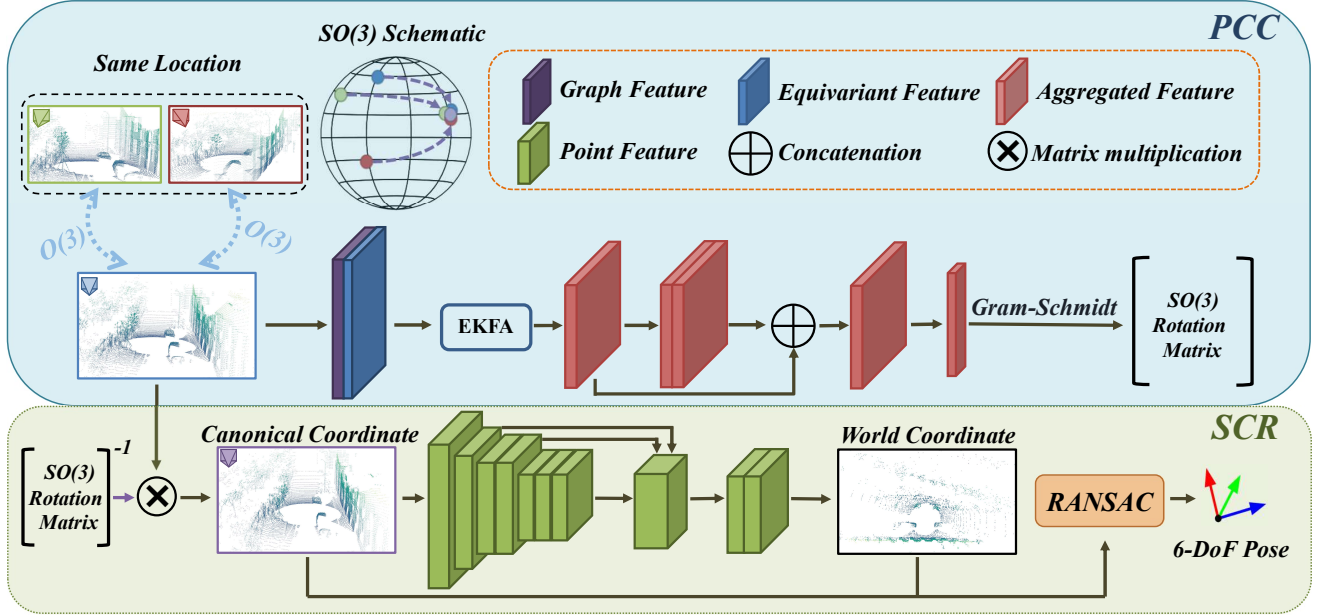 PCC
SO(3) Schematic
Same Location
Graph Feature
Equivariant Feature
Aggregated Feature
Point Feature
Concatenation
Matrix multiplication
O(3)
O(3)
EKFA
Gram-Schmidt
SO(3)
Rotation
Matrix
SCR
Canonical Coordinate
World Coordinate
SO(3)
Rotation
Matrix
-1
RANSAC
6-DoF Pose